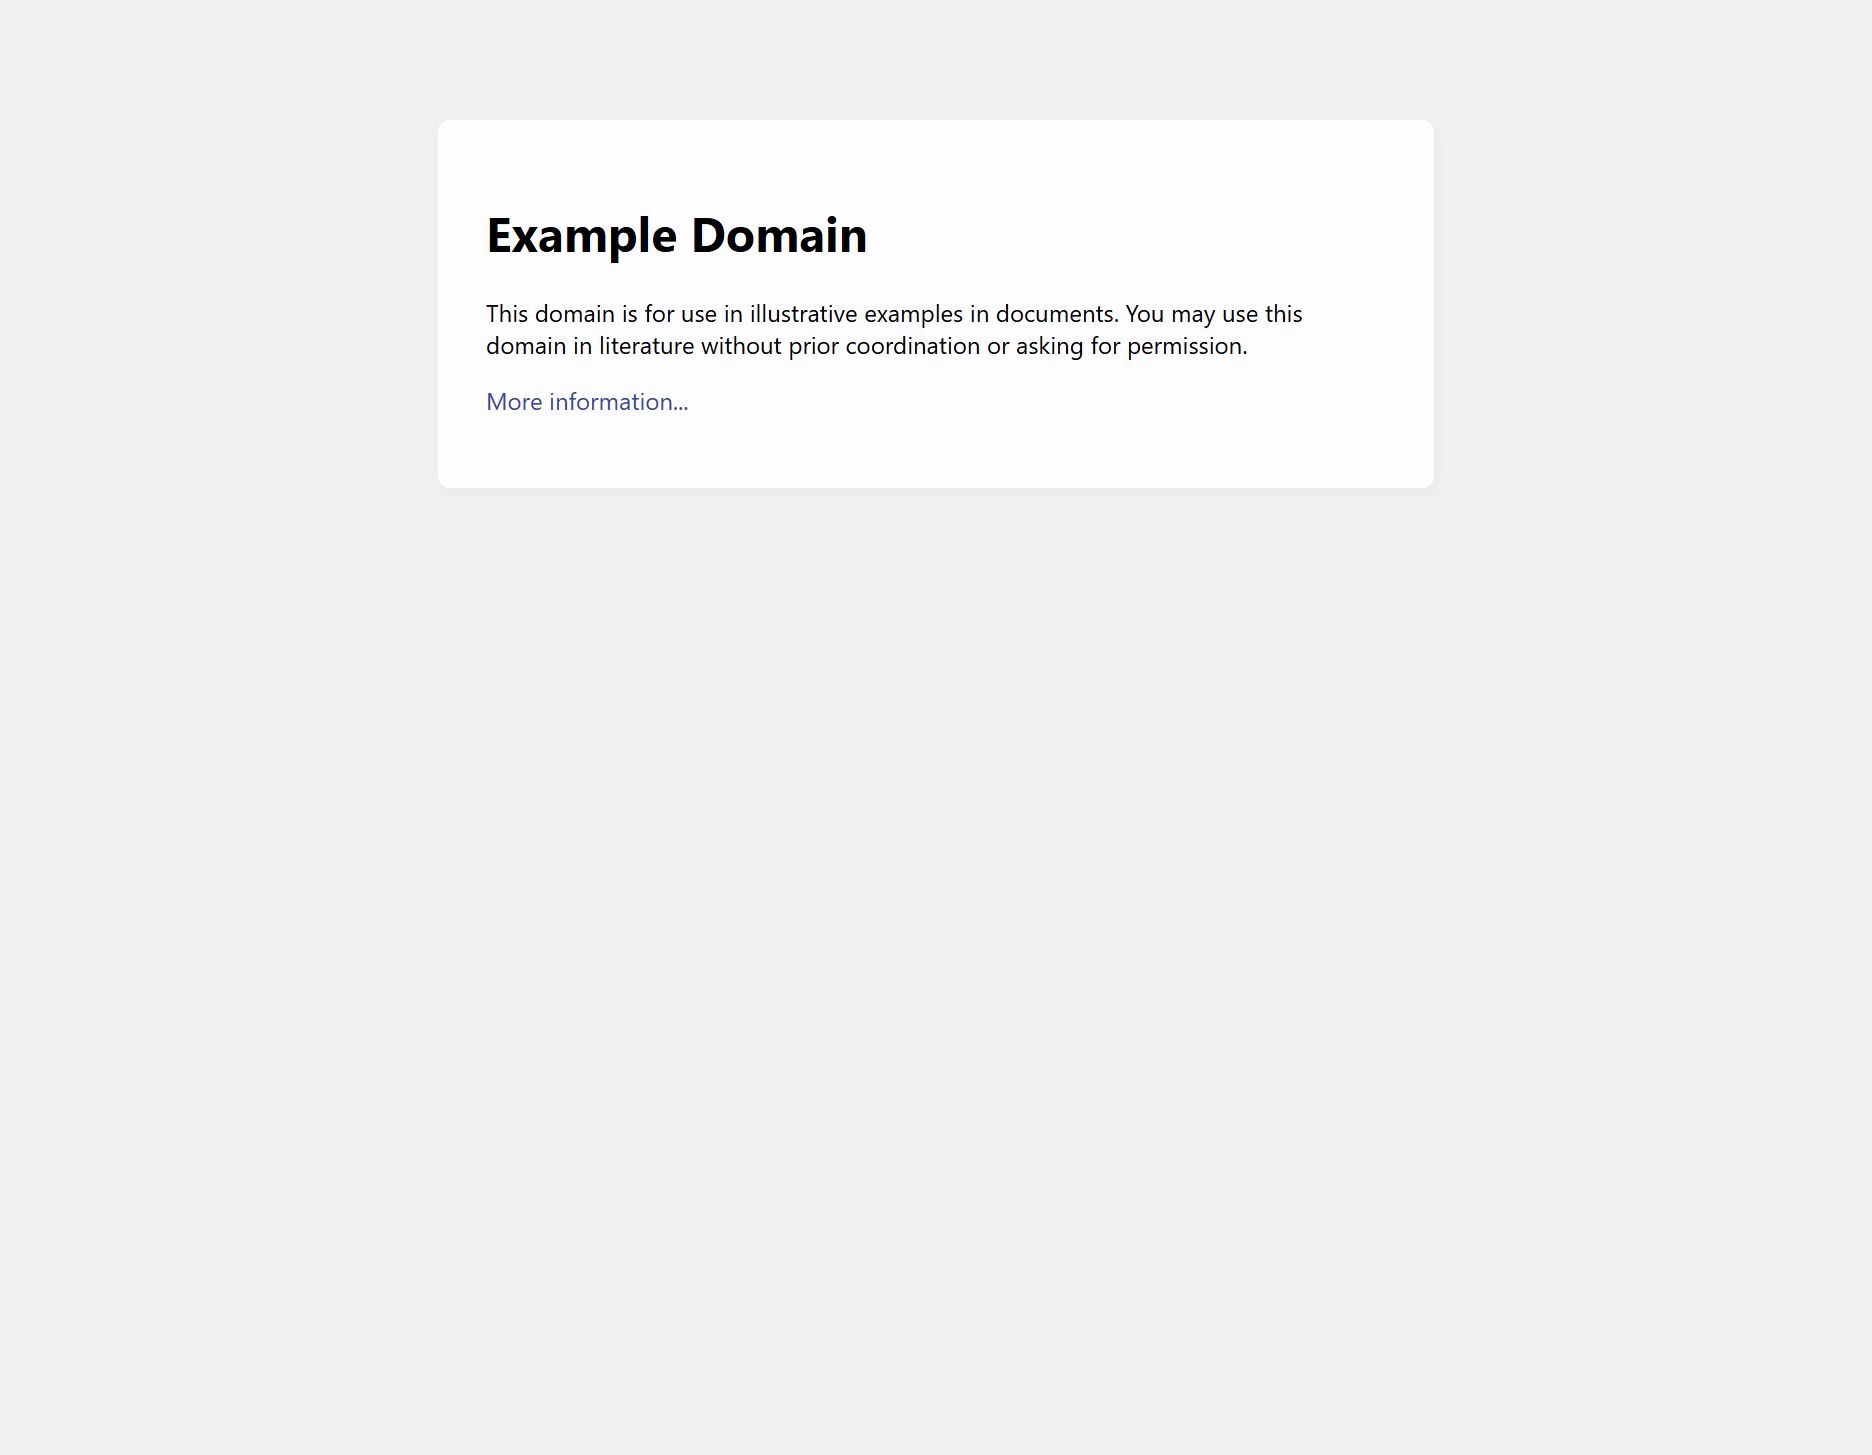 Example Domain
This domain is for use in illustrative examples in documents. You may use this
domain in literature without prior coordination or asking for permission.
More information...